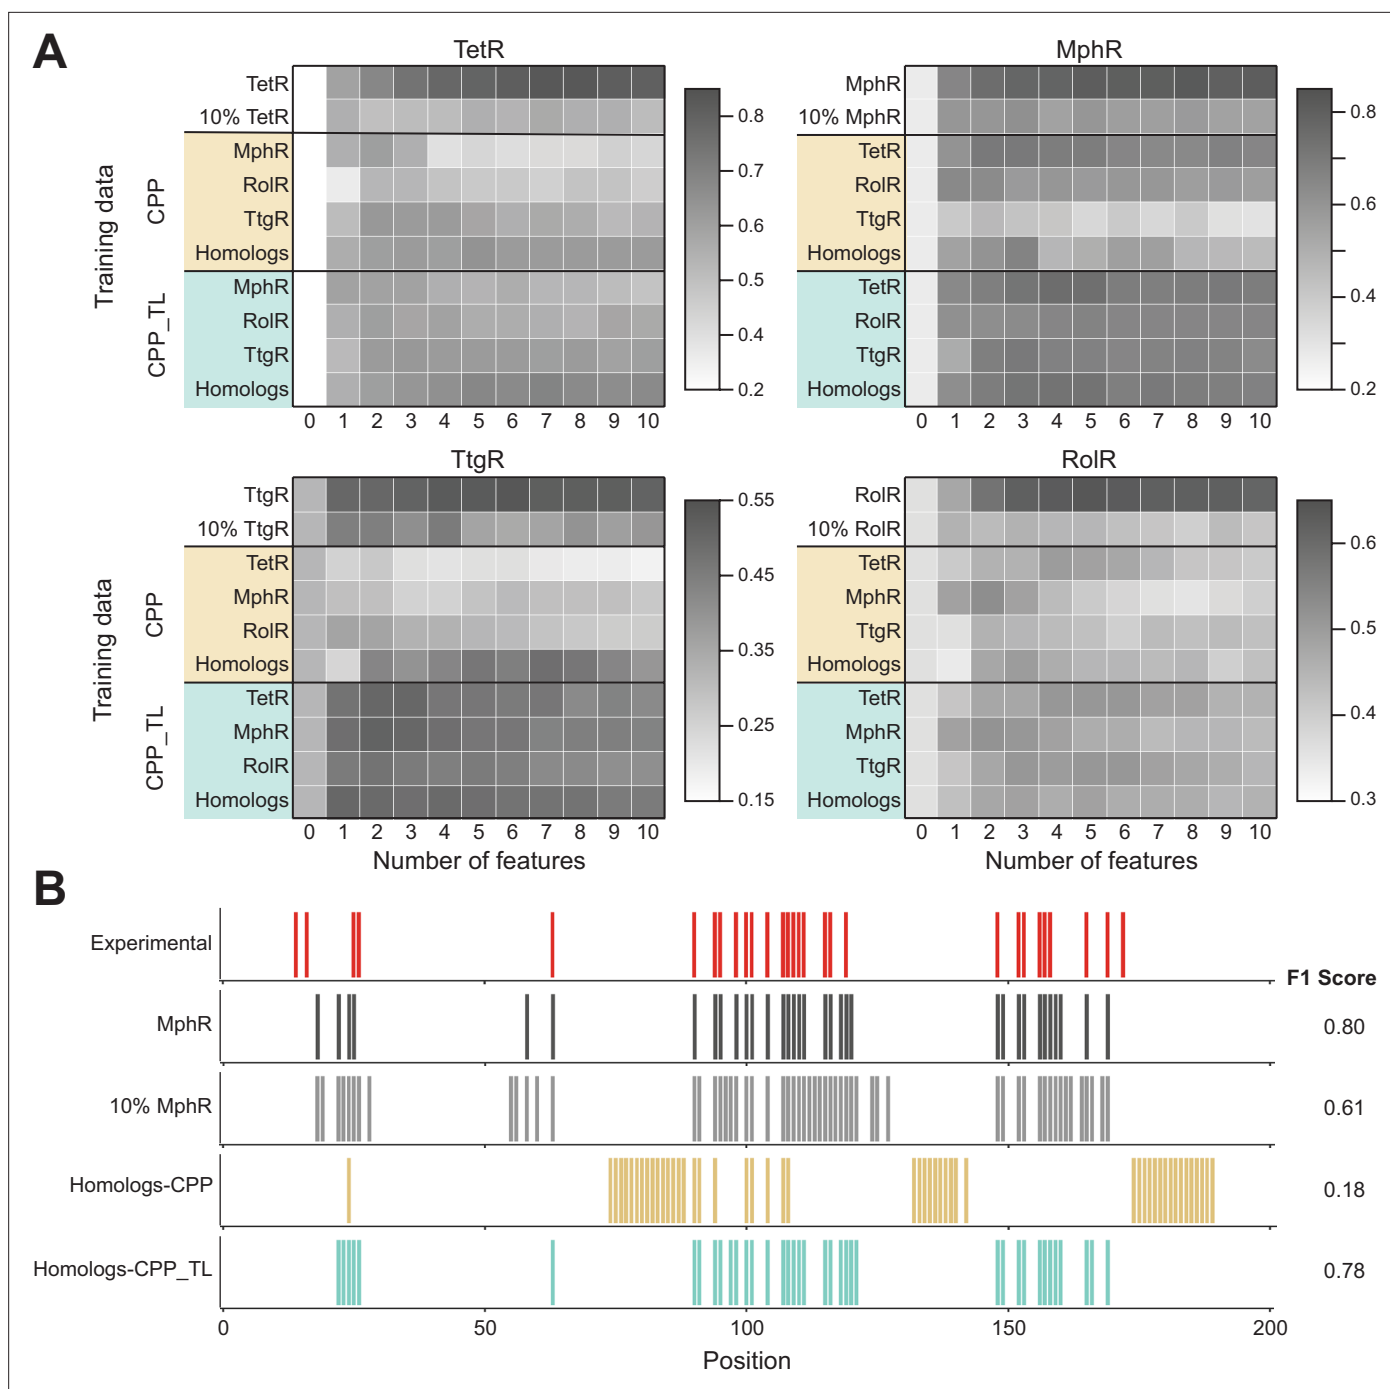 A
TetR
MphR
Training data
CPP
CPP_TL
TetR
10% TetR
MphR
RolR
TtgR
Homologs
MphR
RolR
TtgR
Homologs
0 1 2 3 4 5 6 7 8 9 10
0.8
0.7
0.6
0.5
0.4
0.2
MphR
10% MphR
TetR
RolR
TtgR
Homologs
TetR
RolR
TtgR
Homologs
0 1 2 3 4 5 6 7 8 9 10
0.8
0.6
0.4
0.2
TtgR
RolR
Training data
CPP
CPP_TL
TtgR
10% TtgR
TetR
MphR
RolR
Homologs
TetR
MphR
RolR
Homologs
0 1 2 3 4 5 6 7 8 9 10
Number of features
0.55
0.45
0.35
0.25
0.15
RolR
10% RolR
TetR
MphR
TtgR
Homologs
TetR
MphR
TtgR
Homologs
0 1 2 3 4 5 6 7 8 9 10
Number of features
0.6
0.5
0.4
0.3
B
Experimental
F1 Score
MphR
0.80
10% MphR
0.61
Homologs-CPP
0.18
Homologs-CPP_TL
0.78
0 50 100 150 200
Position